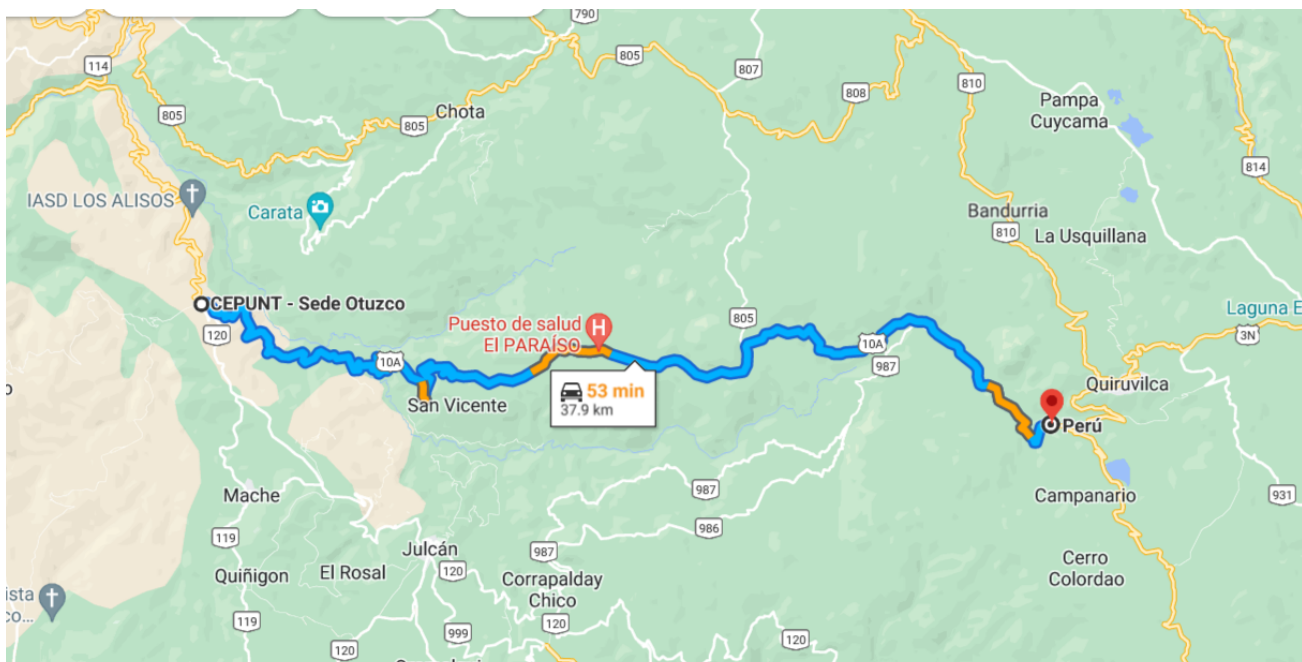 790
114
805
807
805
808
810
Pampa
Cuycama
Chota
805
814
IASD LOS ALISOS
Carata
Bandurria
810
La Usquillana
CEPUNT - Sede Otuzco
Puesto de salud
El PARAÍSO
H
805
Laguna E
3N
120
10A
10A
987
53 min
37.9 km
San Vicente
Quiruvilca
Perú
Mache
987
Campanario
931
986
119
Julcán
987
Quiñigon
El Rosal
120
Corrapalday
Chico
Cerro
Colordao
ista
co...
119
999
120
120
120